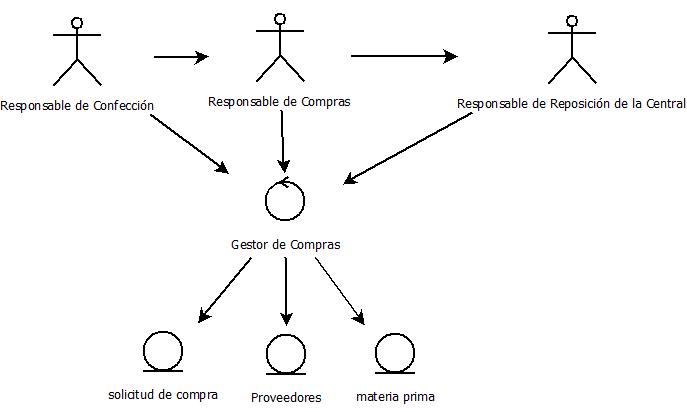 Responsable de Confección
Responsable de Compras
Responsable de Reposición de la Central
Gestor de Compras
solicitud de compra
Proveedores
materia prima